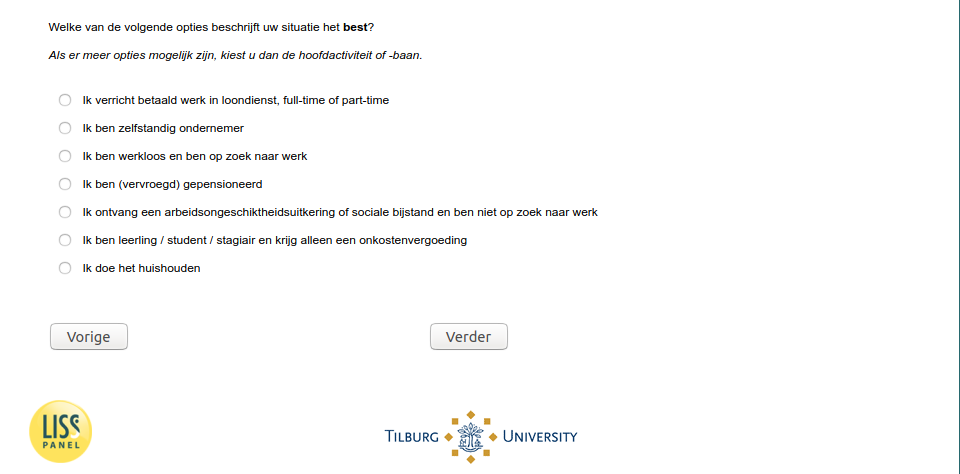 Welke van de volgende opties beschrijft uw situatie het best?
Als er meer opties mogelijk zijn, kiest u dan de hoofdactiviteit of -baan.
Ik verricht betaald werk in loondienst, full-time of part-time
Ik ben zelfstandig ondernemer
Ik ben werkloos en ben op zoek naar werk
Ik ben (vervroegd) gepensioneerd
Ik ontvang een arbeidsongeschiktheidsuitkering of sociale bijstand en ben niet op zoek naar werk
Ik ben leerling / student / stagiair en krijg alleen een onkostenvergoeding
Ik doe het huishouden
Vorige
Verder
LISS
PANEL
TILBURG UNIVERSITY